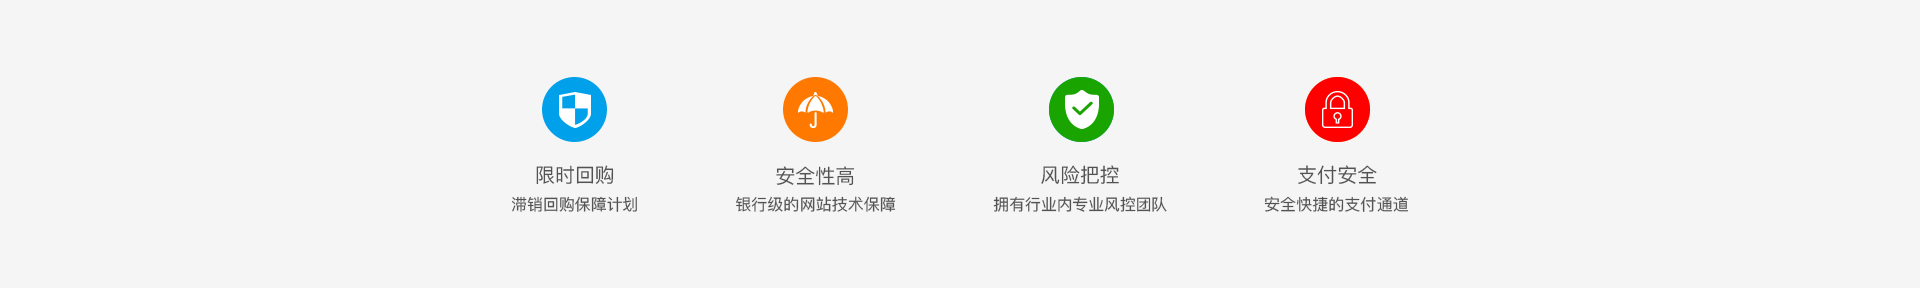 限时回购
滞销回购保障计划
安全性高
银行级的网站技术保障
风险把控
拥有行业内专业风控团队
支付安全
安全快捷的支付通道